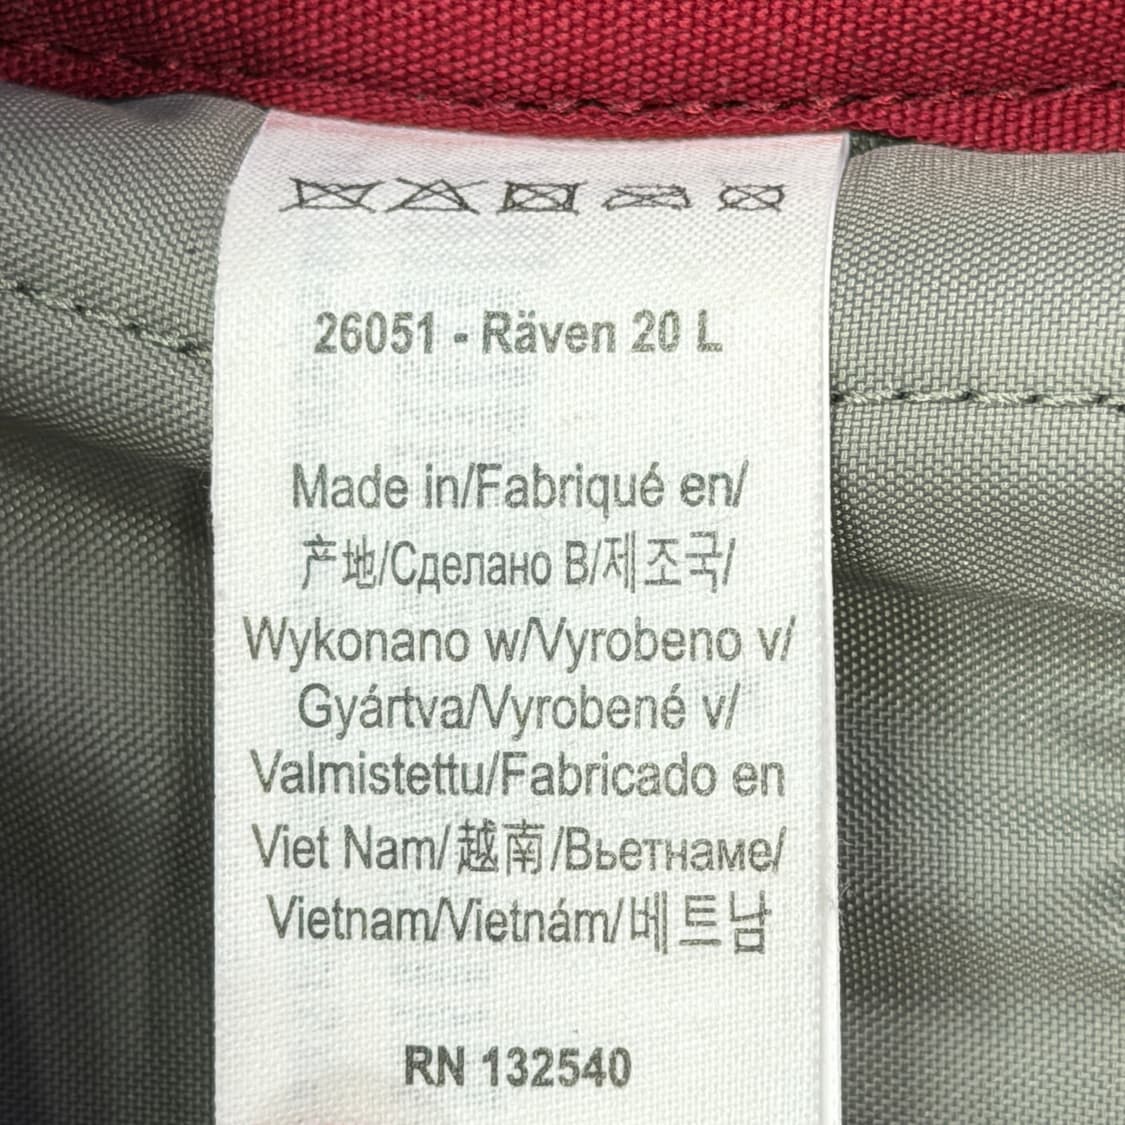 26051 - Räven 20 L
Made in/Fabriqué en/
产地/Сделано В/제조국/
Wykonano w/Vyrobeno v/
Gyártva/Vyrobené v/
Valmistettu/Fabricado en
Viet Nam/越南/Вьетнаме/
Vietnam/Vietnám/베트남
RN 132540